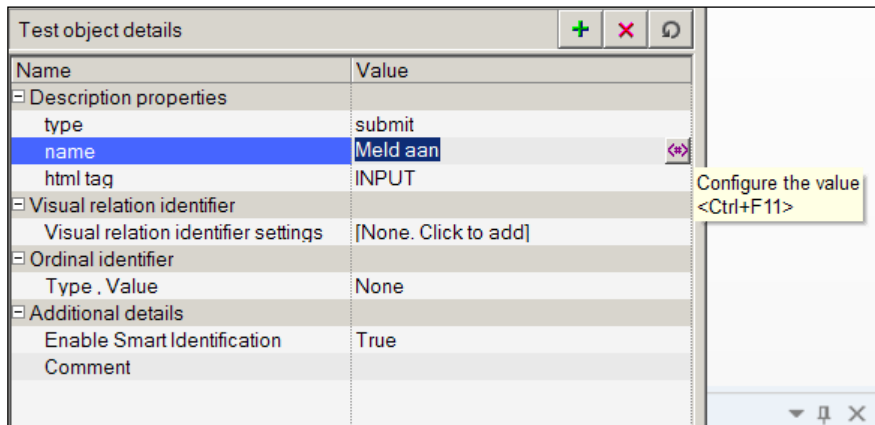 Test object details
Name Value
Description properties
type submit
name Meld aan <#>
html tag INPUT
Configure the value
<Ctrl+F11>
Visual relation identifier
Visual relation identifier settings [None. Click to add]
Ordinal identifier
Type , Value None
Additional details
Enable Smart Identification True
Comment